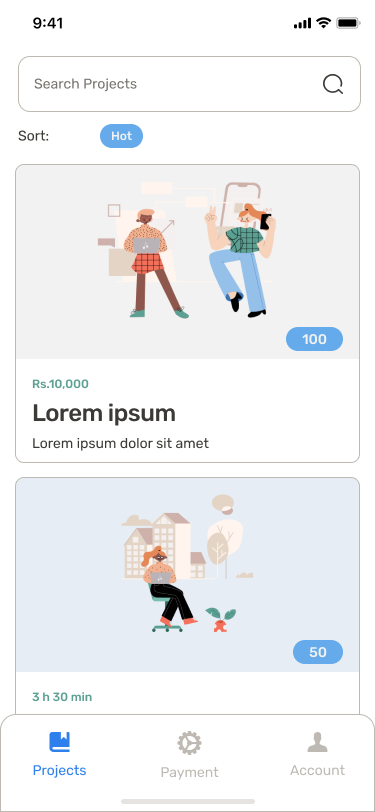 9:41
Search Projects
Sort:
Hot
100
Rs.10,000
Lorem ipsum
Lorem ipsum dolor sit amet
50
3 h 30 min
Projects
Payment
Account